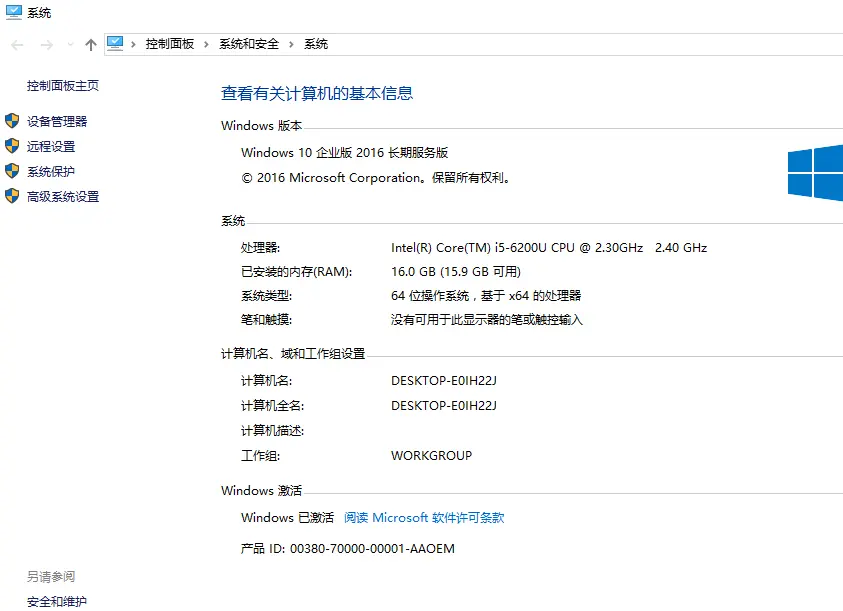 系统
控制面板 › 系统和安全 › 系统
控制面板主页
设备管理器
远程设置
系统保护
高级系统设置
查看有关计算机的基本信息
Windows 版本
Windows 10 企业版 2016 长期服务版
© 2016 Microsoft Corporation。保留所有权利。
系统
处理器: Intel(R) Core(TM) i5-6200U CPU @ 2.30GHz 2.40 GHz
已安装的内存(RAM): 16.0 GB (15.9 GB 可用)
系统类型: 64 位操作系统，基于 x64 的处理器
笔和触摸: 没有可用于此显示器的笔或触控输入
计算机名、域和工作组设置
计算机名: DESKTOP-E0IH22J
计算机全名: DESKTOP-E0IH22J
计算机描述:
工作组: WORKGROUP
Windows 激活
Windows 已激活 阅读 Microsoft 软件许可条款
产品 ID: 00380-70000-00001-AAOEM
另请参阅
安全和维护